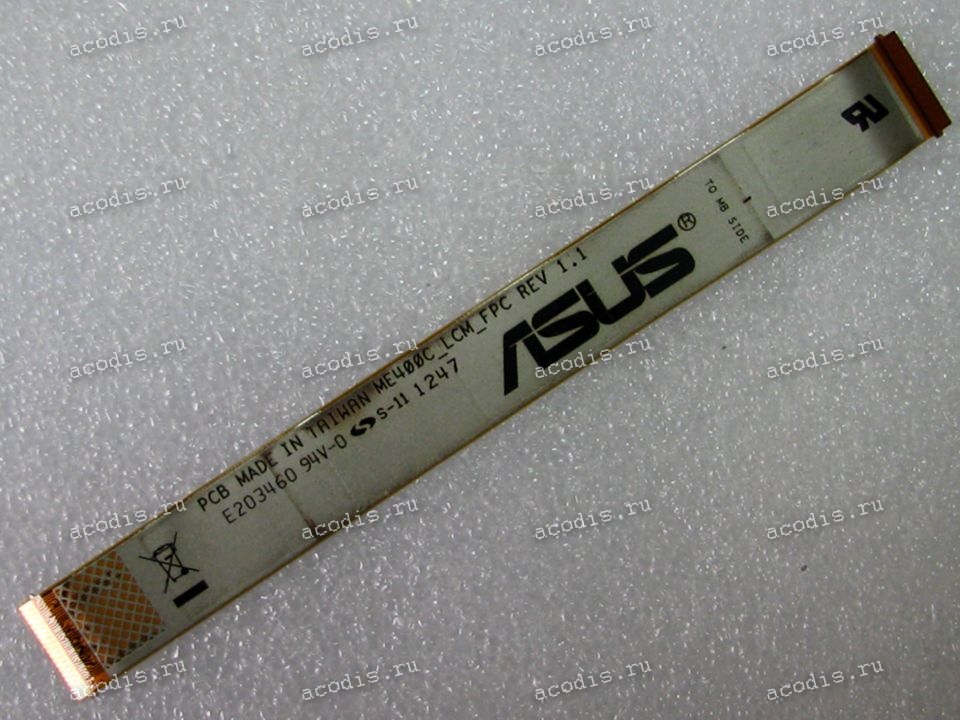 PCB MADE IN TAIWAN ME400C_LCM_FPC REV 1.1
E203460 94V-0 S-11 1247
ASUS®
TO MB SIDE
acodis.ru acodis.ru acodis.ru acodis.ru
acodis.ru acodis.ru acodis.ru acodis.ru
acodis.ru acodis.ru acodis.ru acodis.ru
acodis.ru acodis.ru acodis.ru acodis.ru
acodis.ru acodis.ru acodis.ru acodis.ru